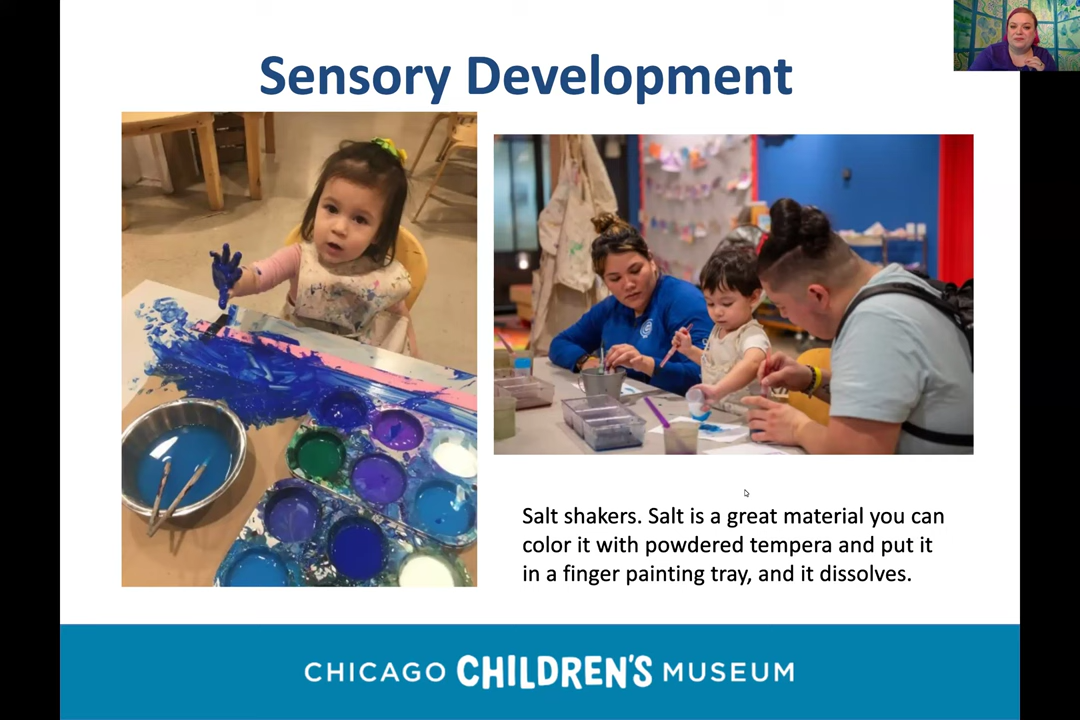 Sensory Development
Salt shakers. Salt is a great material you can
color it with powdered tempera and put it
in a finger painting tray, and it dissolves.
CHICAGO CHILDREN'S MUSEUM